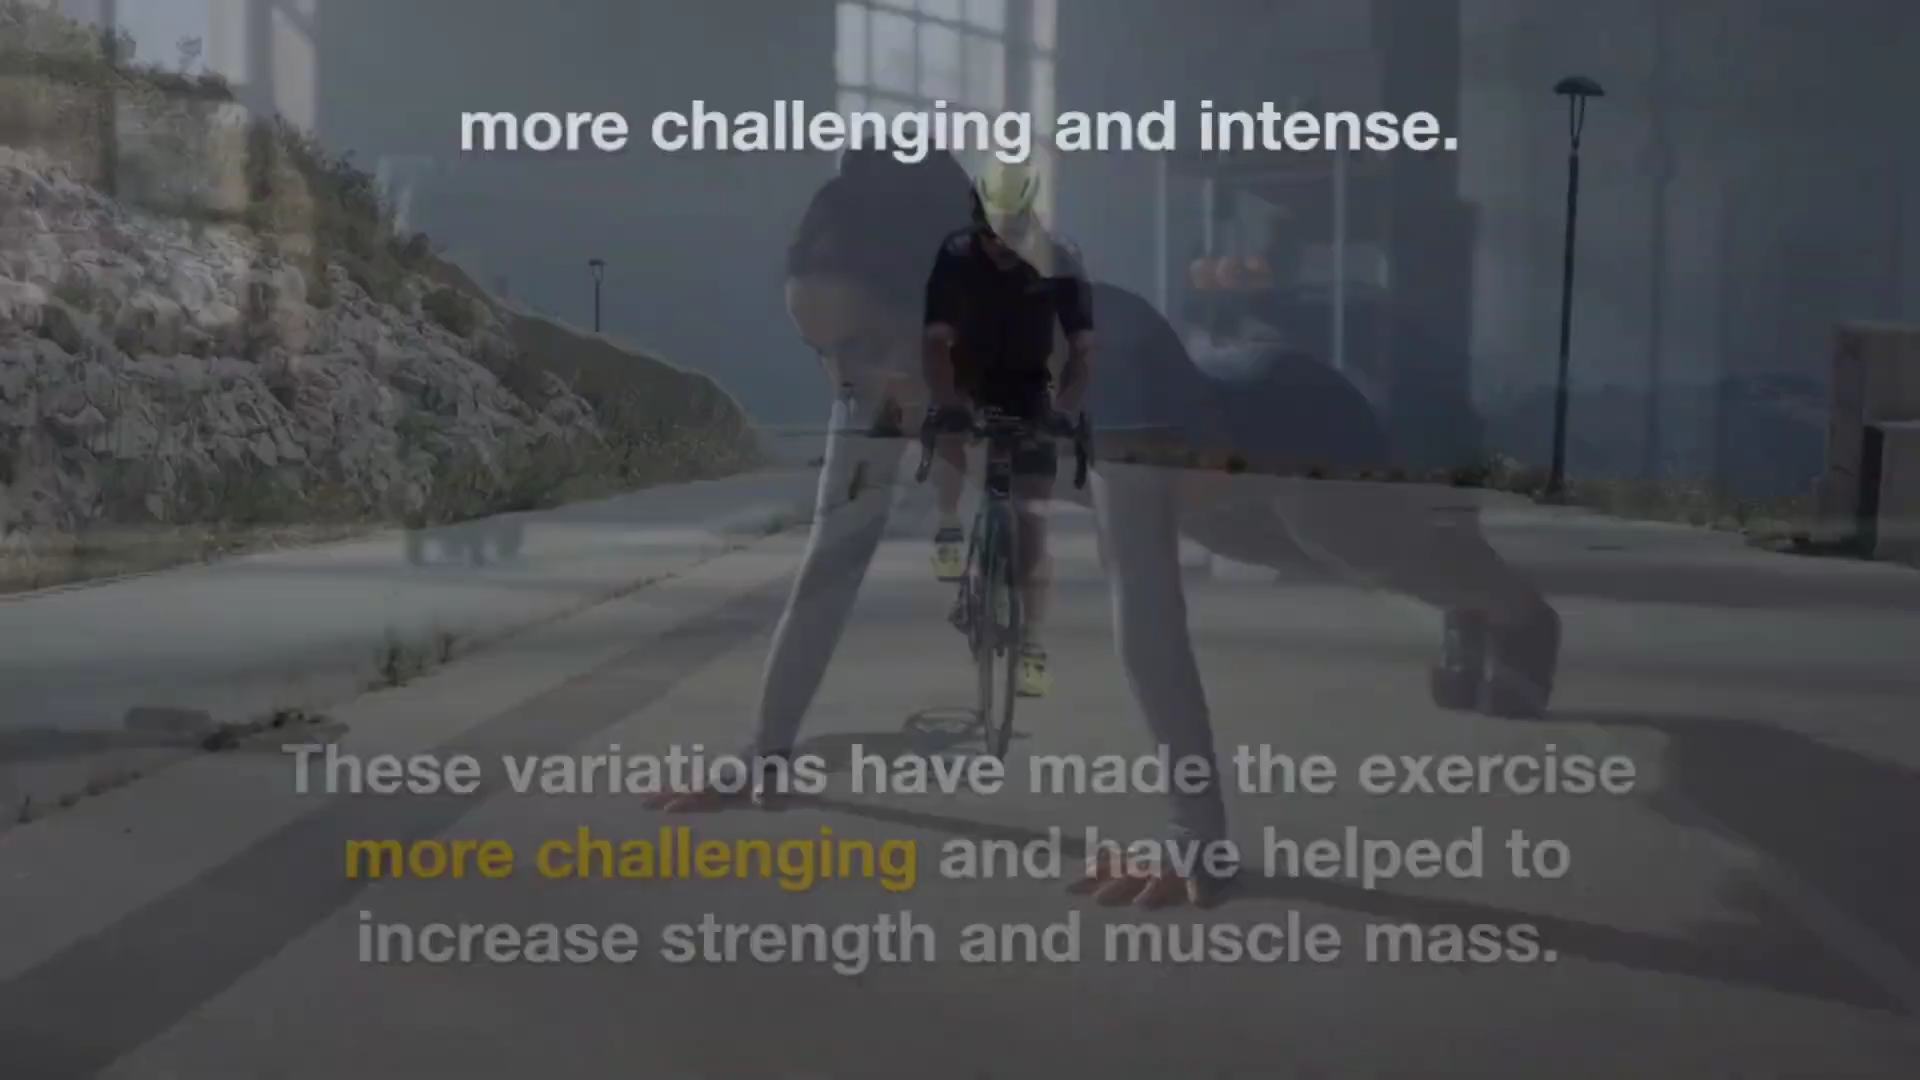 more challenging and intense.
These variations have made the exercise
more challenging and have helped to
increase strength and muscle mass.